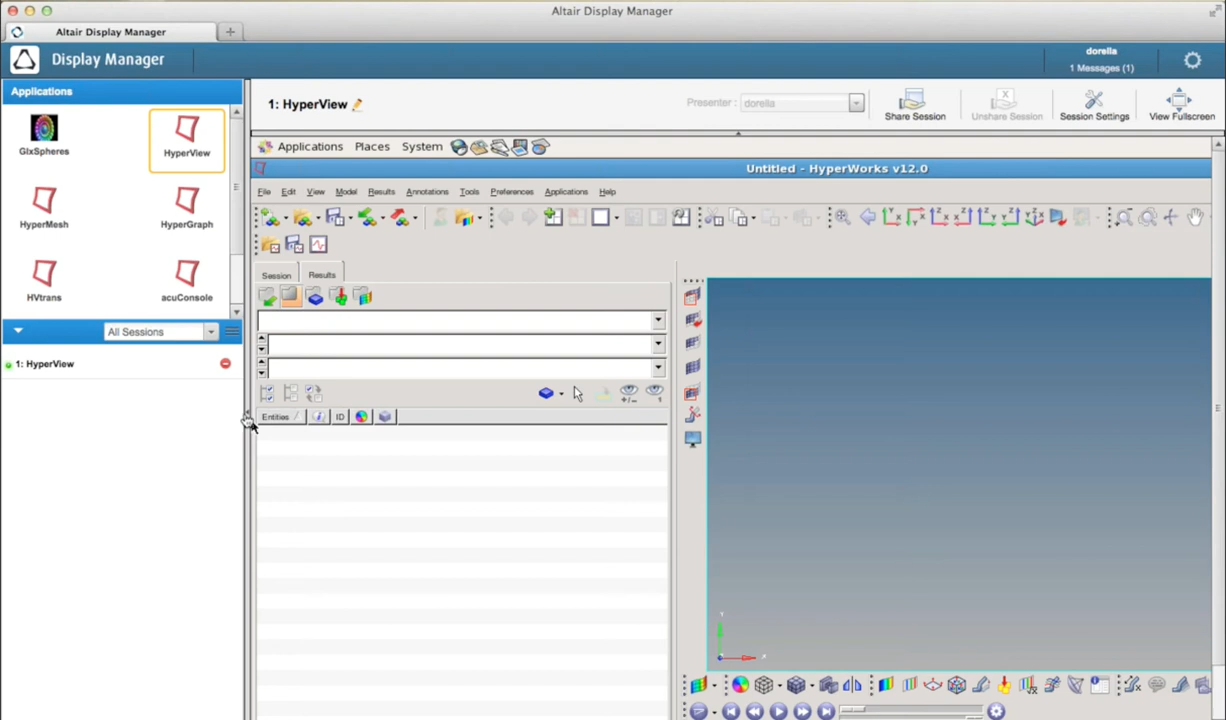 Altair Display Manager
Altair Display Manager
Display Manager
dorella
1 Messages (1)
Applications
GlxSpheres
HyperView
HyperMesh
HyperGraph
HVtrans
acuConsole
All Sessions
1: HyperView
1: HyperView
Presenter : dorella
Share Session
Unshare Session
Session Settings
View Fullscreen
Applications Places System
Untitled - HyperWorks v12.0
File Edit View Model Results Annotations Tools Preferences Applications Help
Session Results
Entities ID
Y
X